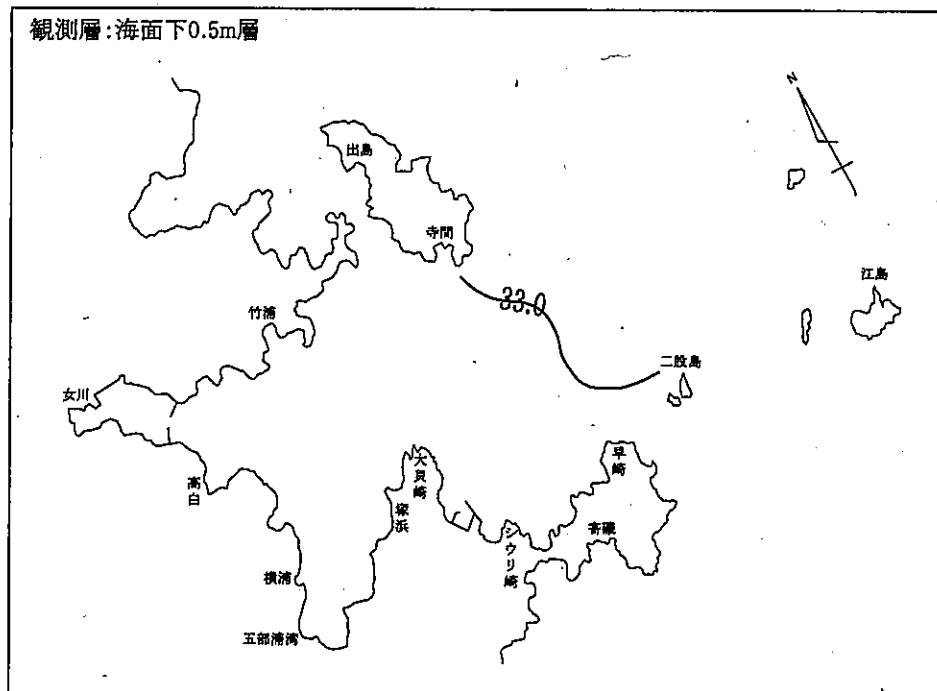 観測層:海面下0.5m層
N
出島
寺間
33.0
江島
竹浦
二股島
女川
大貝崎
早崎
高白
塚浜
シウリ崎
寄磯
横浦
五部浦湾